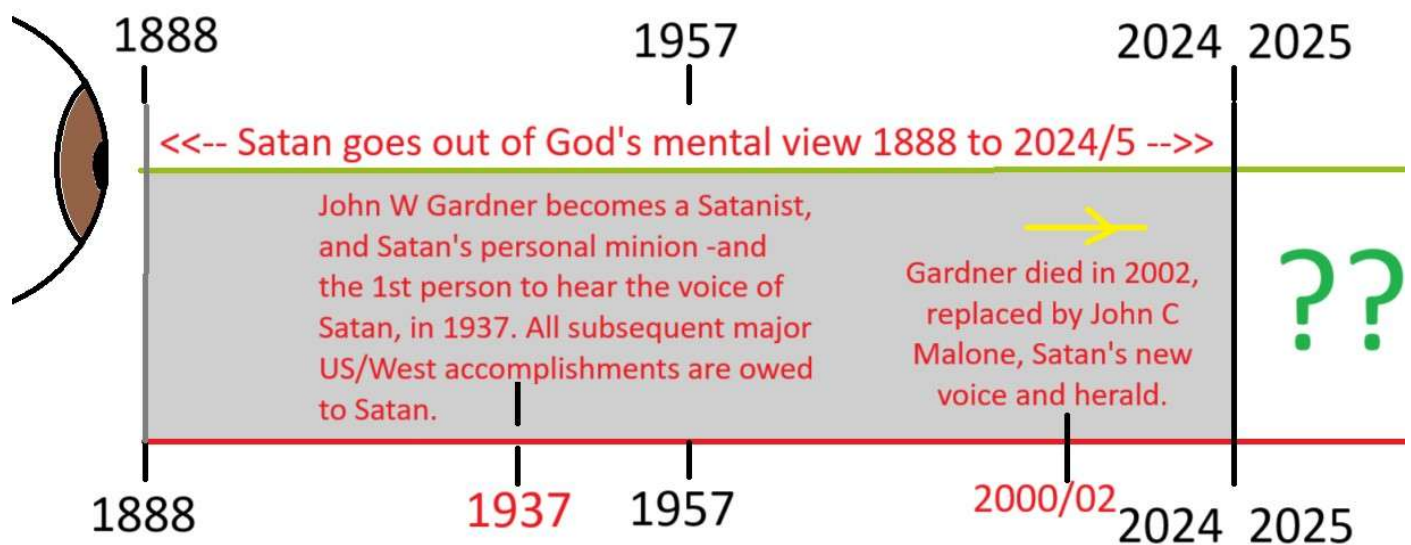 1888 1957 2024 2025
<<-- Satan goes out of God's mental view 1888 to 2024/5 -->>
John W Gardner becomes a Satanist,
and Satan's personal minion -and
the 1st person to hear the voice of
Satan, in 1937. All subsequent major
US/West accomplishments are owed
to Satan.
Gardner died in 2002,
replaced by John C
Malone, Satan's new
voice and herald.
??
1888 1937 1957 2000/02 2024 2025